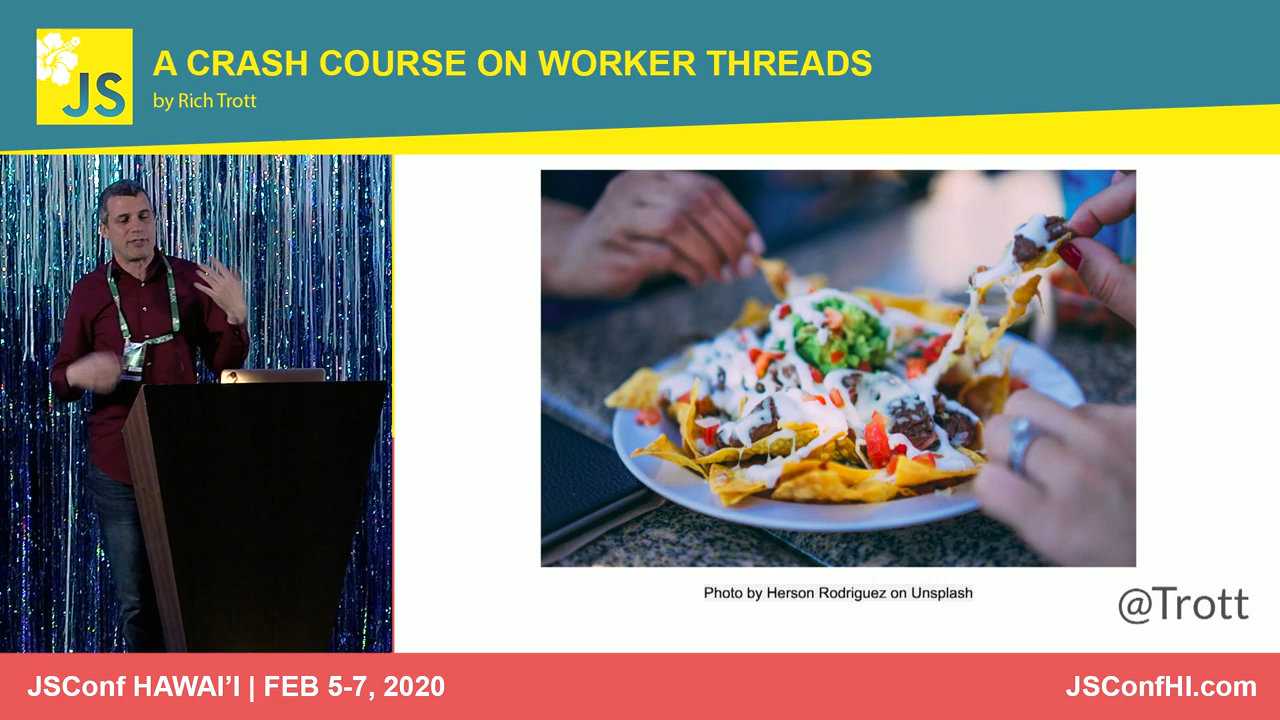 JS
A CRASH COURSE ON WORKER THREADS
by Rich Trott
Photo by Herson Rodriguez on Unsplash
@Trott
JSConf HAWAI’I | FEB 5-7, 2020
JSConfHI.com